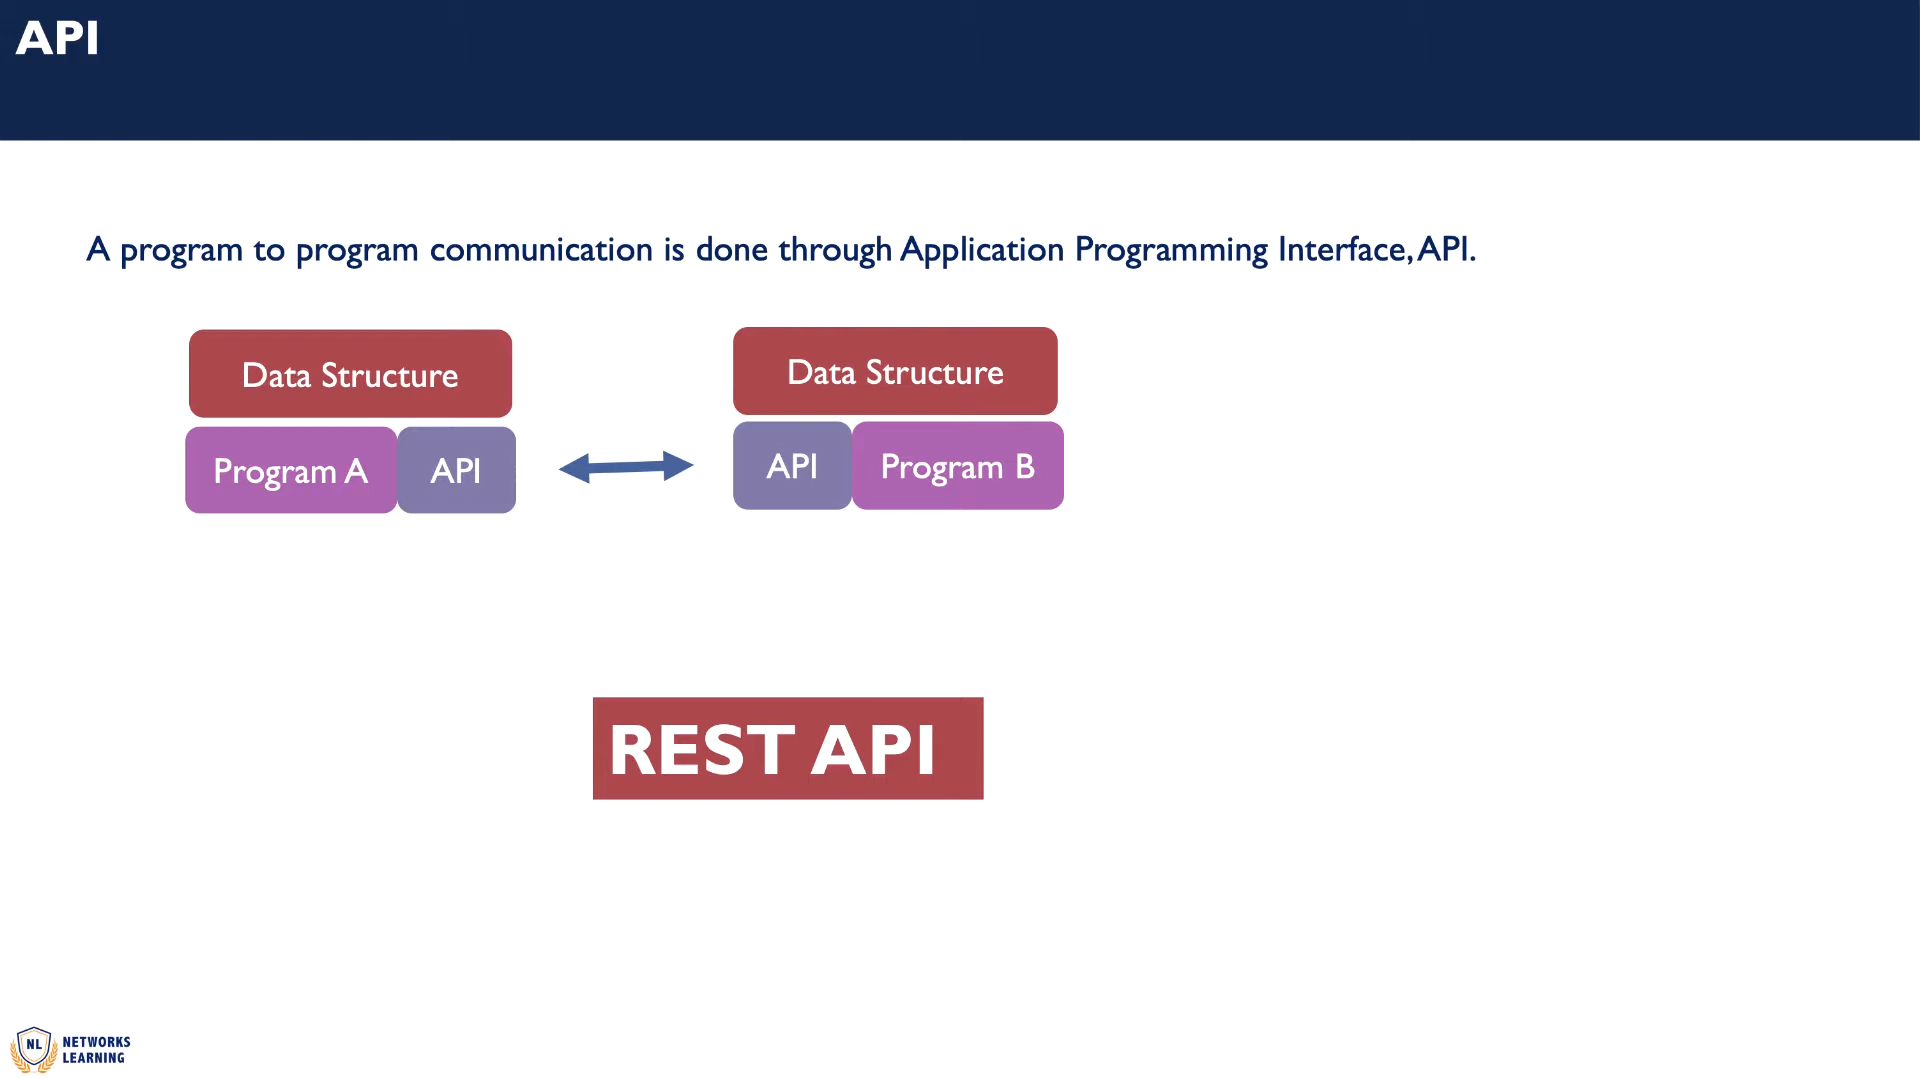 API
A program to program communication is done through Application Programming Interface, API.
Data Structure
Data Structure
Program A
API
API
Program B
REST API
NL
NETWORKS
LEARNING